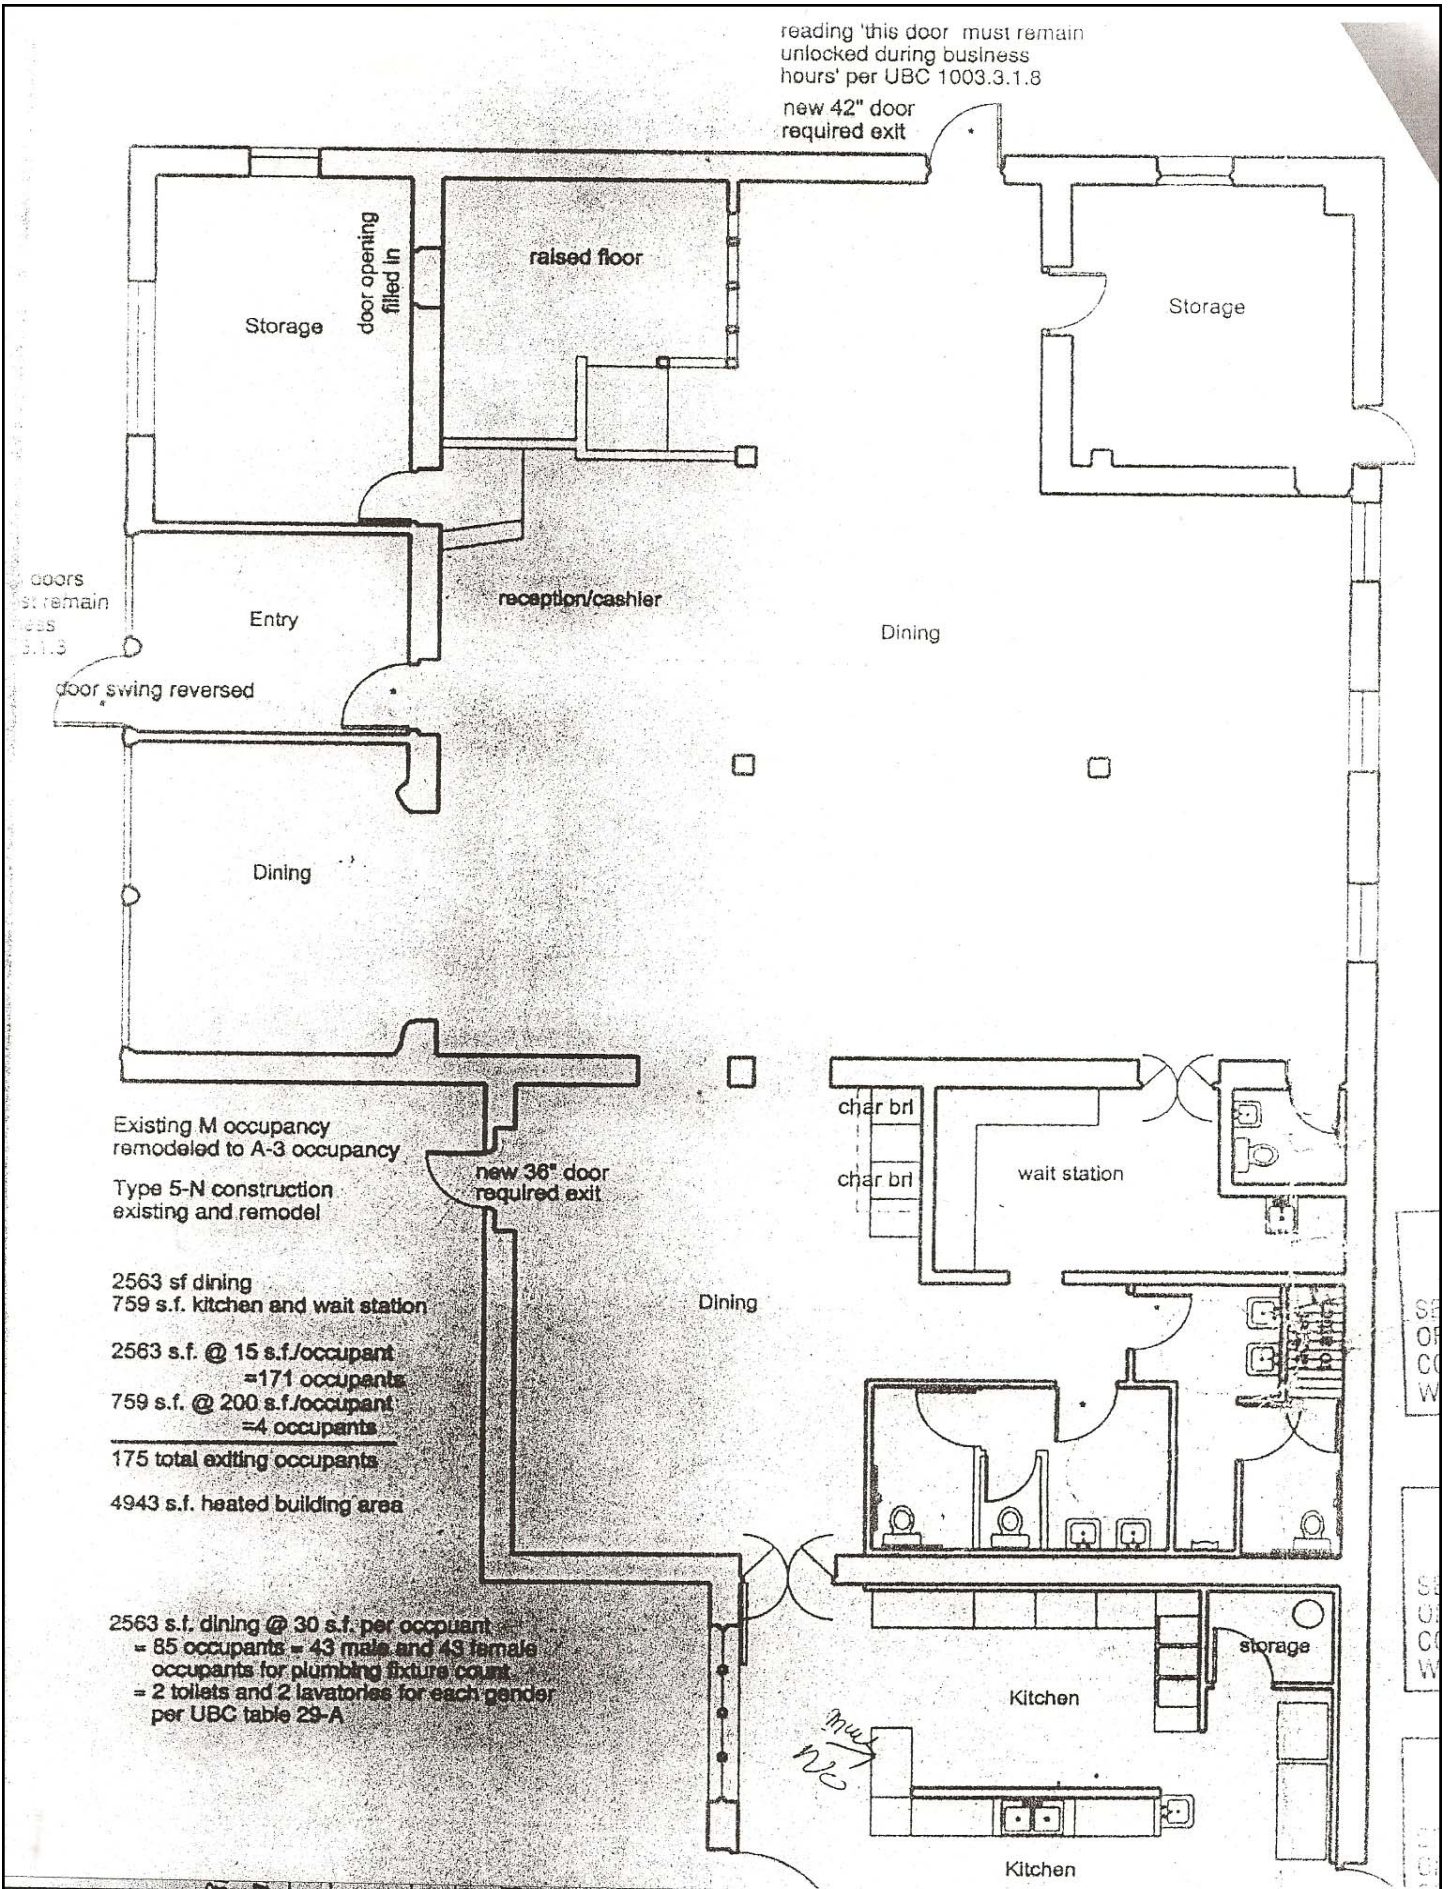 reading 'this door must remain
unlocked during business
hours' per UBC 1003.3.1.8
new 42" door
required exit
door opening
filled in
raised floor
Storage
Storage
doors
remain
Entry
reception/cashier
Dining
door swing reversed
Dining
char brl
char brl
wait station
Existing M occupancy
remodeled to A-3 occupancy
Type 5-N construction
existing and remodel
new 36" door
required exit
2563 sf dining
759 s.f. kitchen and wait station
2563 s.f. @ 15 s.f./occupant
=171 occupants
759 s.f. @ 200 s.f./occupant
=4 occupants
175 total exiting occupants
4943 s.f. heated building area
Dining
2563 s.f. dining @ 30 s.f. per occpuant
= 85 occupants = 43 male and 43 female
occupants for plumbing fixture count
= 2 toilets and 2 lavatories for each gender
per UBC table 29-A
storage
Kitchen
Kitchen